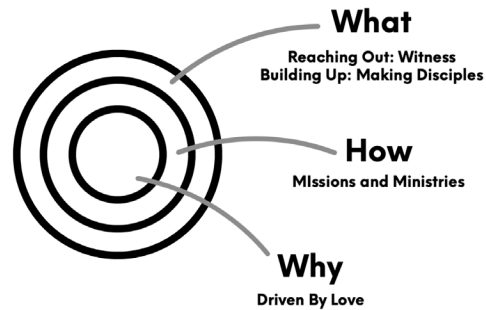 What
Reaching Out: Witness
Building Up: Making Disciples
How
MIssions and Ministries
Why
Driven By Love